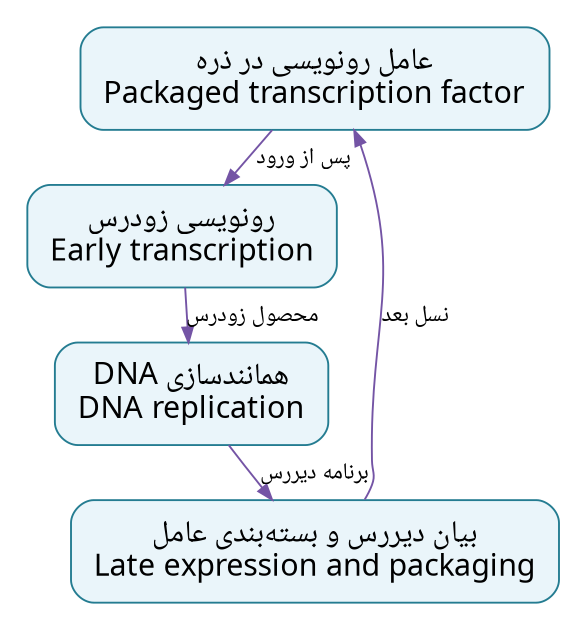 عامل رونویسی در ذره
Packaged transcription factor
پس از ورود
رونویسی زودرس
Early transcription
محصول زودرس
نسل بعد
همانندسازی DNA
DNA replication
برنامه دیررس
بیان دیررس و بسته‌بندی عامل
Late expression and packaging